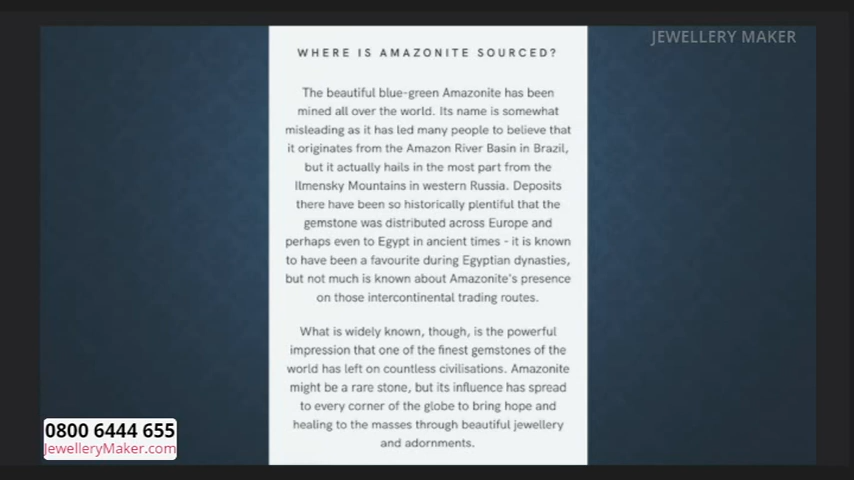 JEWELLERY MAKER
WHERE IS AMAZONITE SOURCED?
The beautiful blue-green Amazonite has been
mined all over the world. Its name is somewhat
misleading as it has led many people to believe that
it originates from the Amazon River Basin in Brazil,
but it actually hails in the most part from the
Ilmensky Mountains in western Russia. Deposits
there have been so historically plentiful that the
gemstone was distributed across Europe and
perhaps even to Egypt in ancient times - it is known
to have been a favourite during Egyptian dynasties,
but not much is known about Amazonite's presence
on those intercontinental trading routes.
What is widely known, though, is the powerful
impression that one of the finest gemstones of the
world has left on countless civilisations. Amazonite
might be a rare stone, but its influence has spread
to every corner of the globe to bring hope and
healing to the masses through beautiful jewellery
and adornments.
0800 6444 655
JewelleryMaker.com